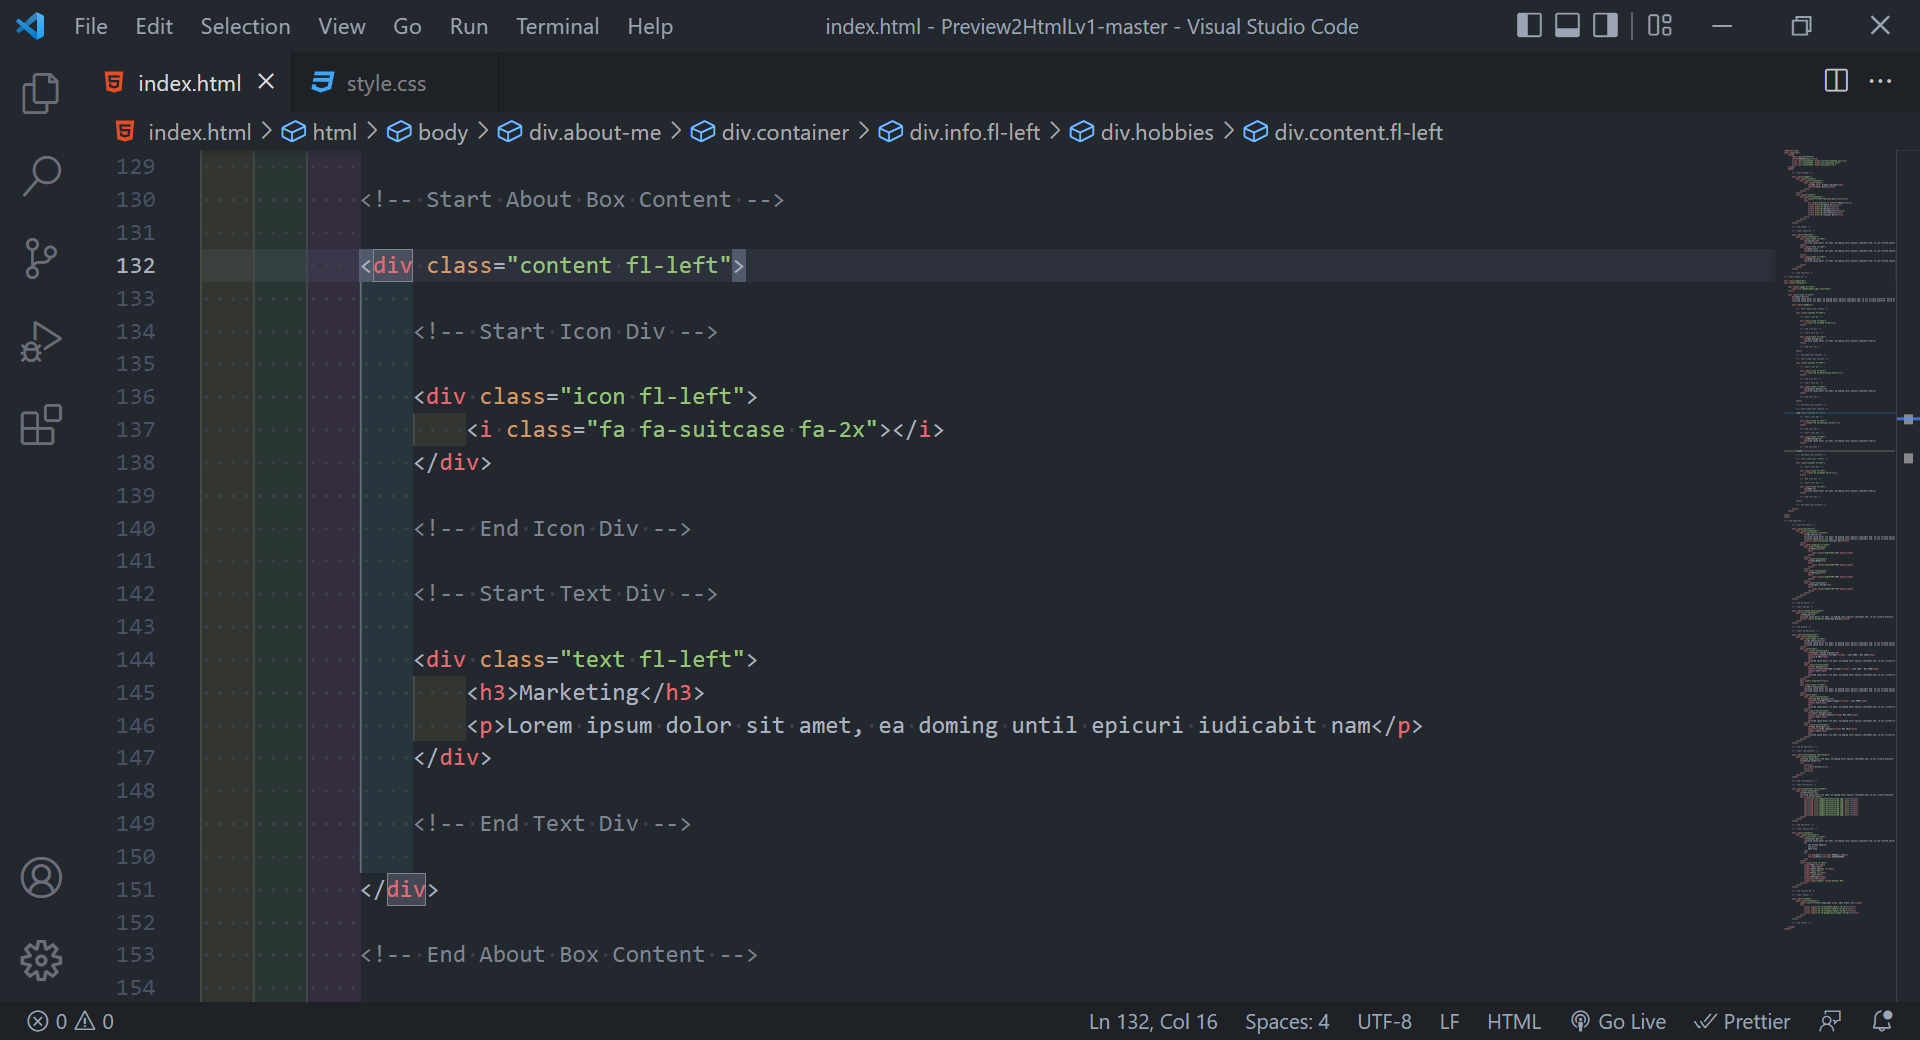 File Edit Selection View Go Run Terminal Help index.html - Preview2HtmlLv1-master - Visual Studio Code
index.html style.css
index.html > html > body > div.about-me > div.container > div.info.fl-left > div.hobbies > div.content.fl-left
129
130 <!-- Start About Box Content -->
131
132 <div class="content fl-left">
133
134 <!-- Start Icon Div -->
135
136 <div class="icon fl-left">
137 <i class="fa fa-suitcase fa-2x"></i>
138 </div>
139
140 <!-- End Icon Div -->
141
142 <!-- Start Text Div -->
143
144 <div class="text fl-left">
145 <h3>Marketing</h3>
146 <p>Lorem ipsum dolor sit amet, ea doming until epicuri iudicabit nam</p>
147 </div>
148
149 <!-- End Text Div -->
150
151 </div>
152
153 <!-- End About Box Content -->
154
0 0 Ln 132, Col 16 Spaces: 4 UTF-8 LF HTML Go Live Prettier